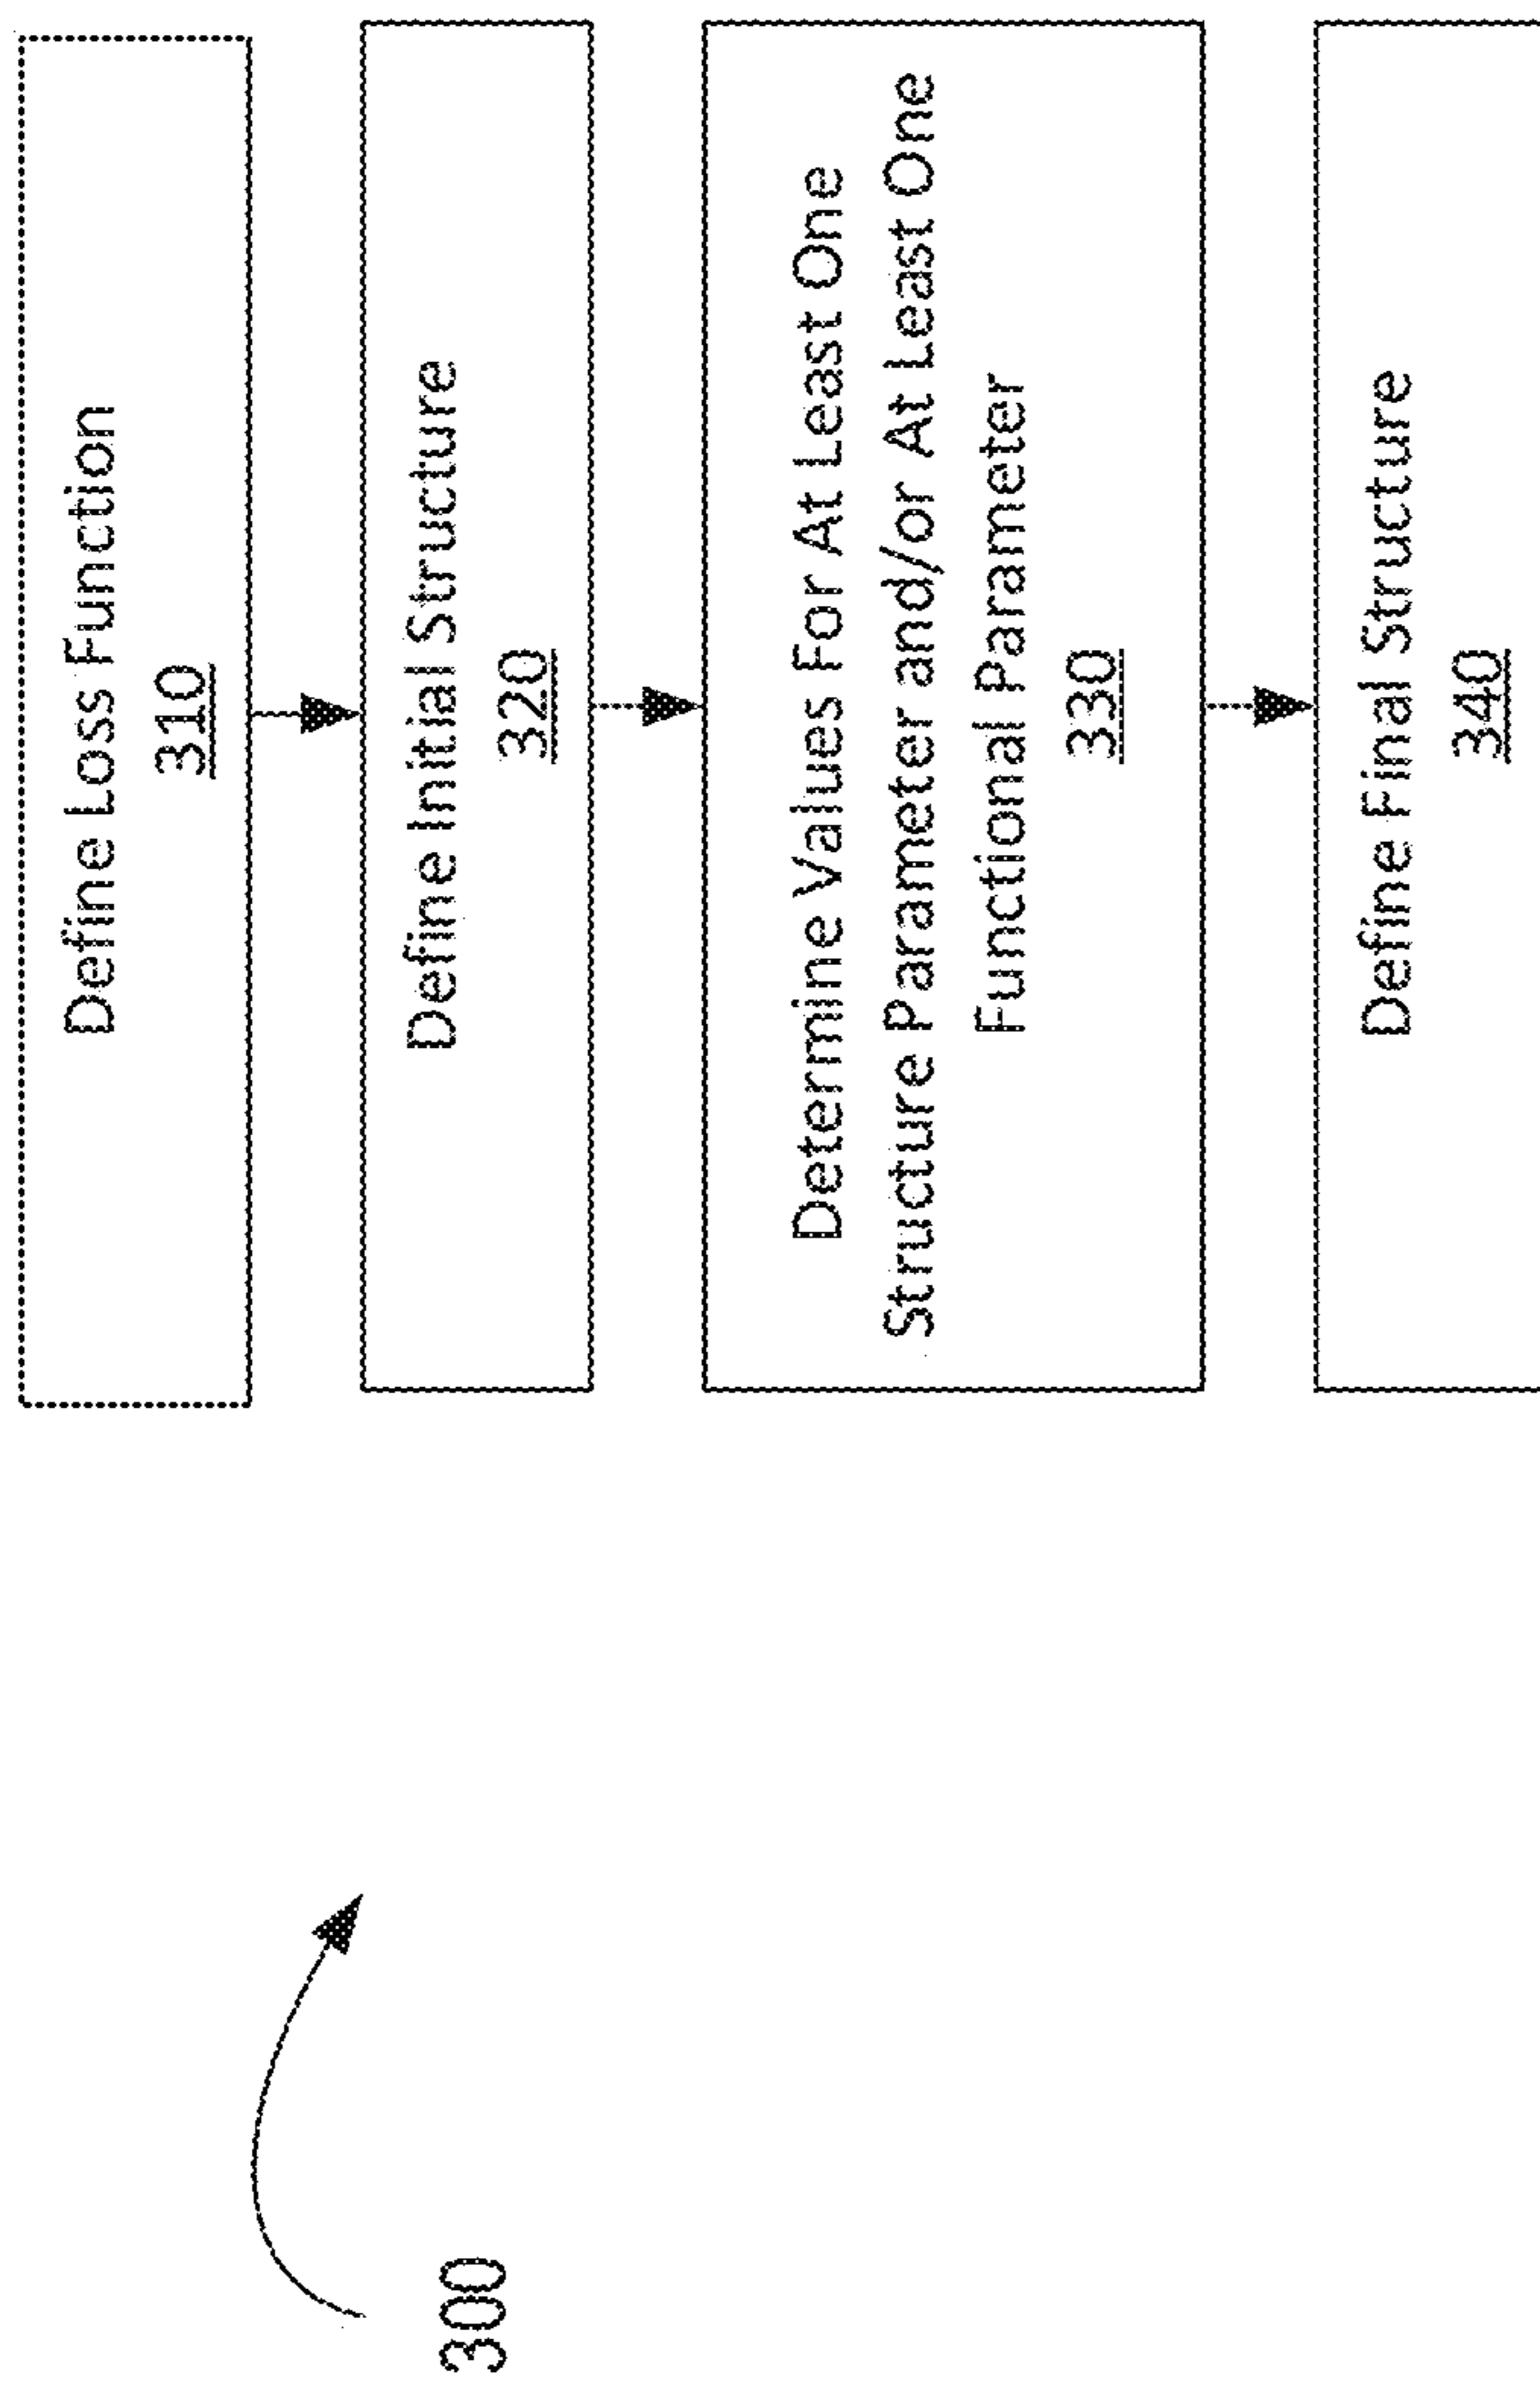 300
Define Loss Function
310
Define Initial Structure
320
Determine Values For At Least One
Structure Parameter and/or At Least One
Functional Parameter
330
Define Final Structure
340